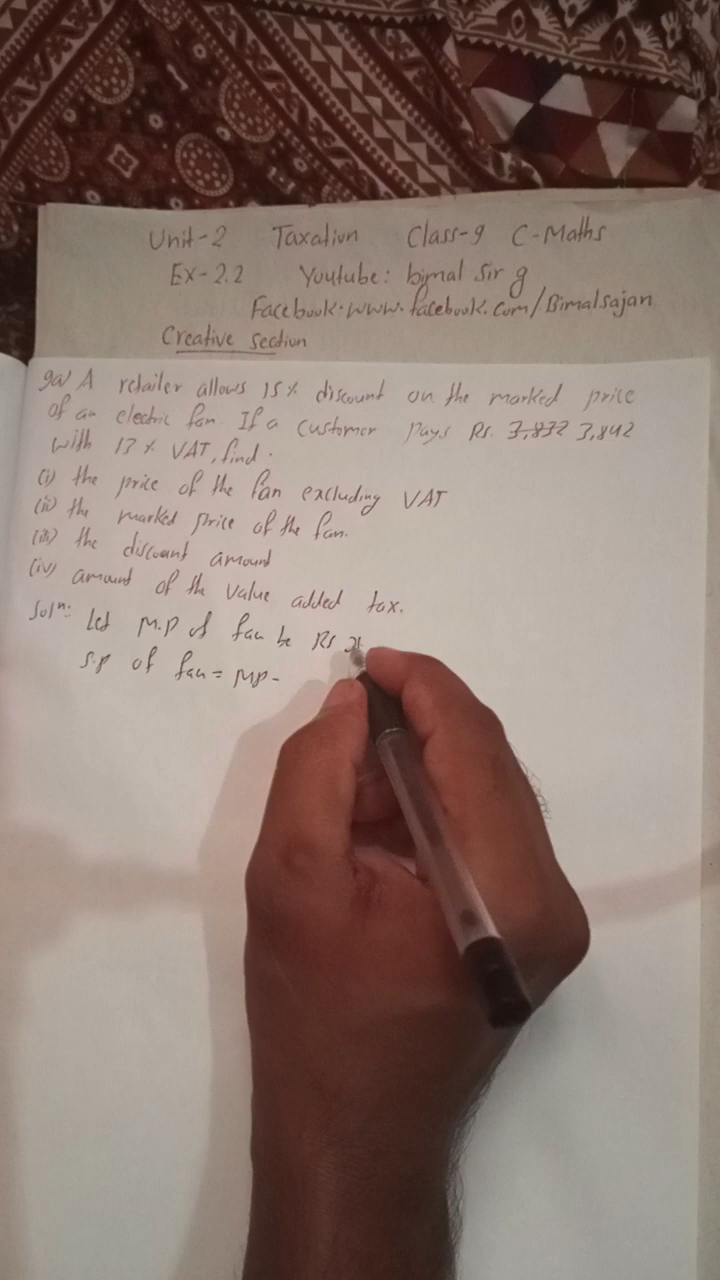 Unit-2 Taxation Class-9 C-Maths
Ex-2.2 Youtube: bimal sir g
Facebook.www.facebook.com/Bimalsajan
Creative section
9a) A retailer allows 15% discount on the marked price
of an electric fan. If a customer pays Rs. 3,832 3,842
with 13% VAT, find.
(i) the price of the fan excluding VAT
(ii) the marked price of the fan.
(iii) the discount amount
(iv) amount of the value added tax.
Solⁿ: Let M.P of fan be Rs x
S.P of fan = MP -